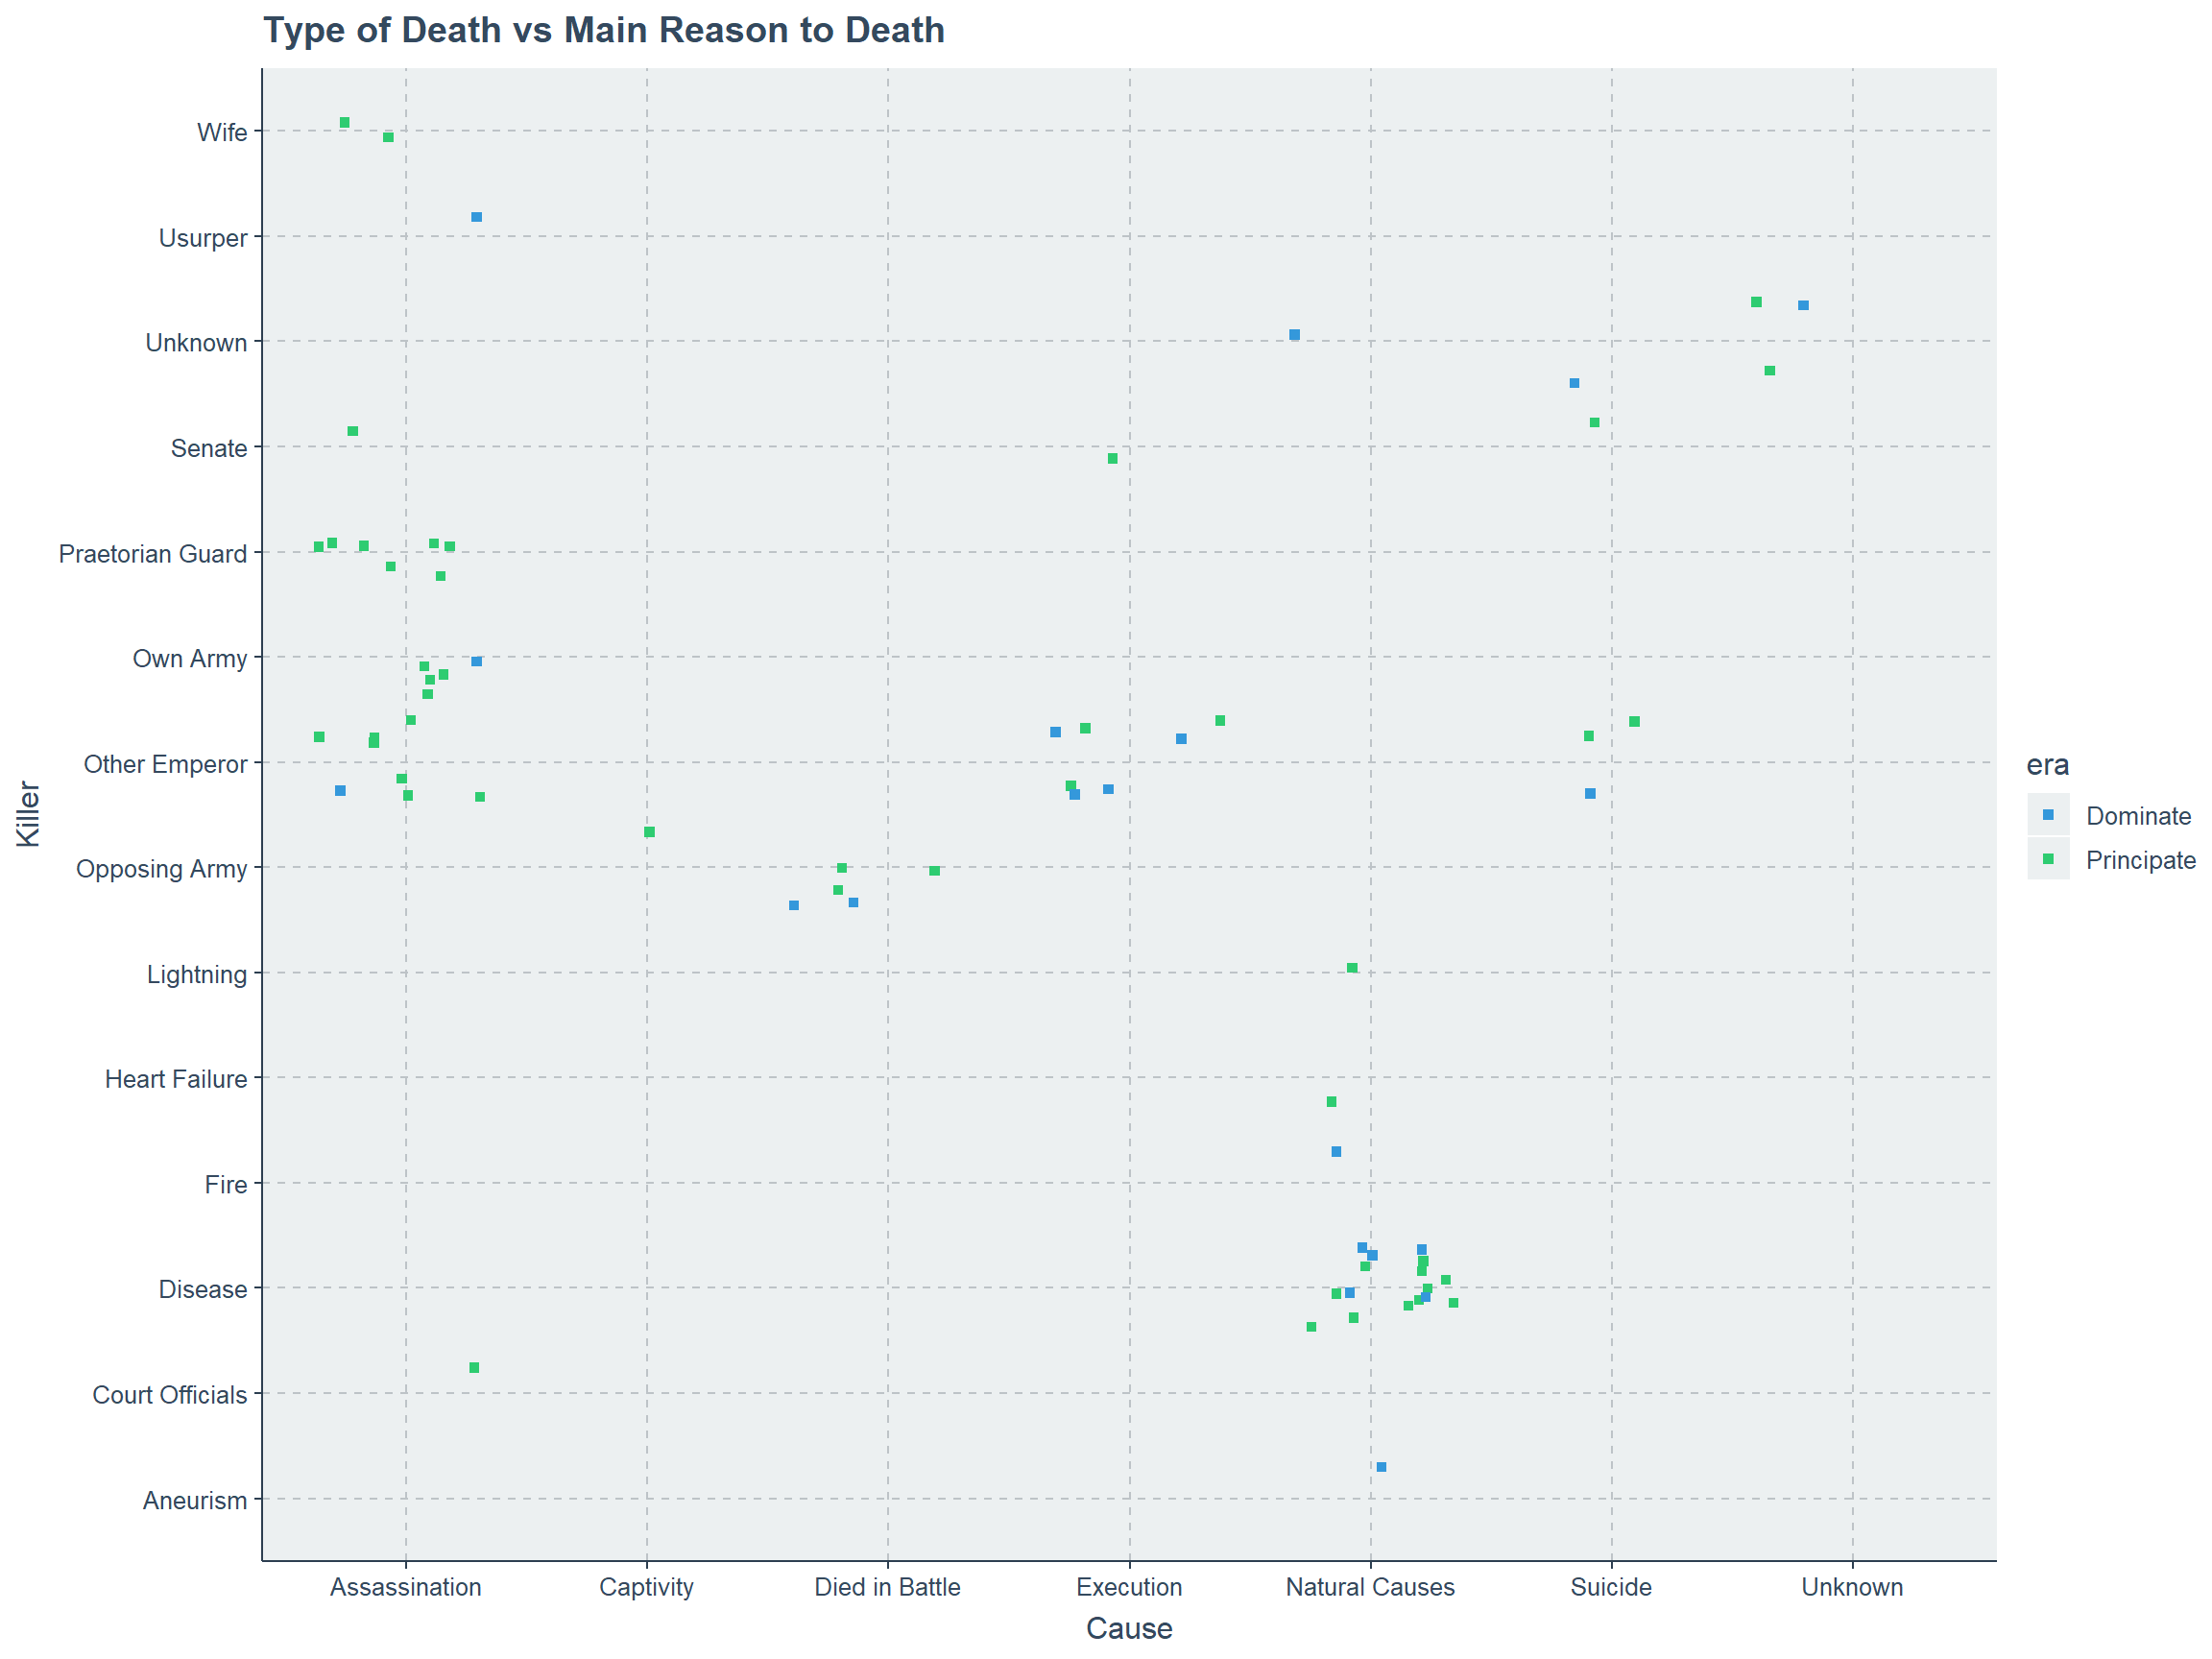 Type of Death vs Main Reason to Death
Killer
Wife
Usurper
Unknown
Senate
Praetorian Guard
Own Army
Other Emperor
Opposing Army
Lightning
Heart Failure
Fire
Disease
Court Officials
Aneurism
Assassination
Captivity
Died in Battle
Execution
Natural Causes
Suicide
Unknown
Cause
era
Dominate
Principate